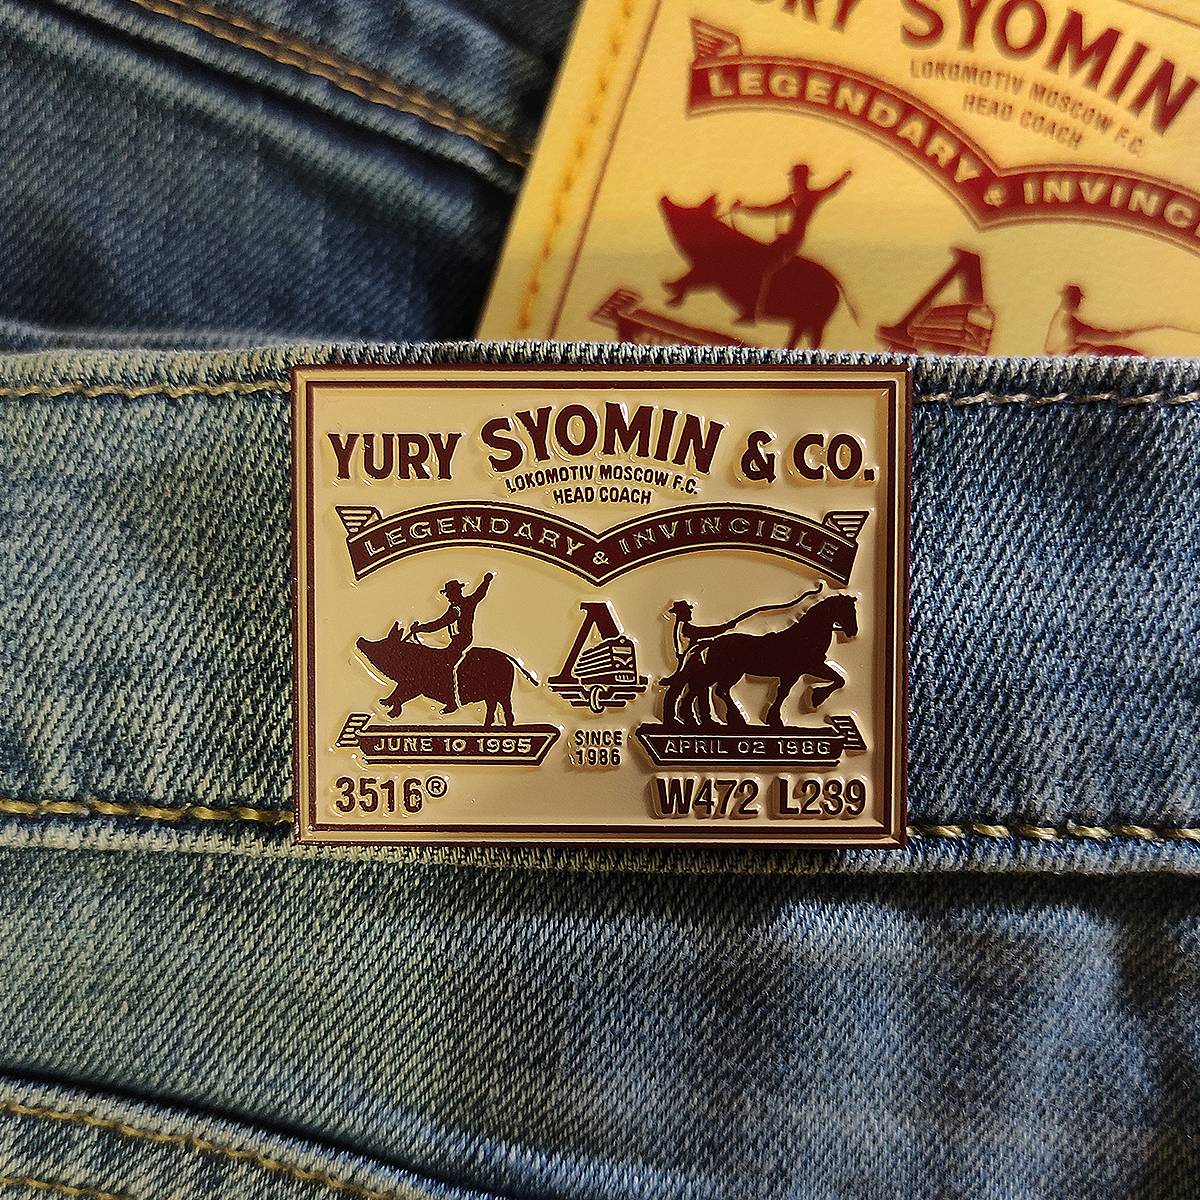 URY SYOMIN
LOKOMOTIV MOSCOW F.C.
HEAD COACH
LEGENDARY & INVINC
YURY SYOMIN & CO.
LOKOMOTIV MOSCOW F.C.
HEAD COACH
LEGENDARY & INVINCIBLE
JUNE 10 1995
SINCE
1986
APRIL 02 1986
3516®
W472 L239